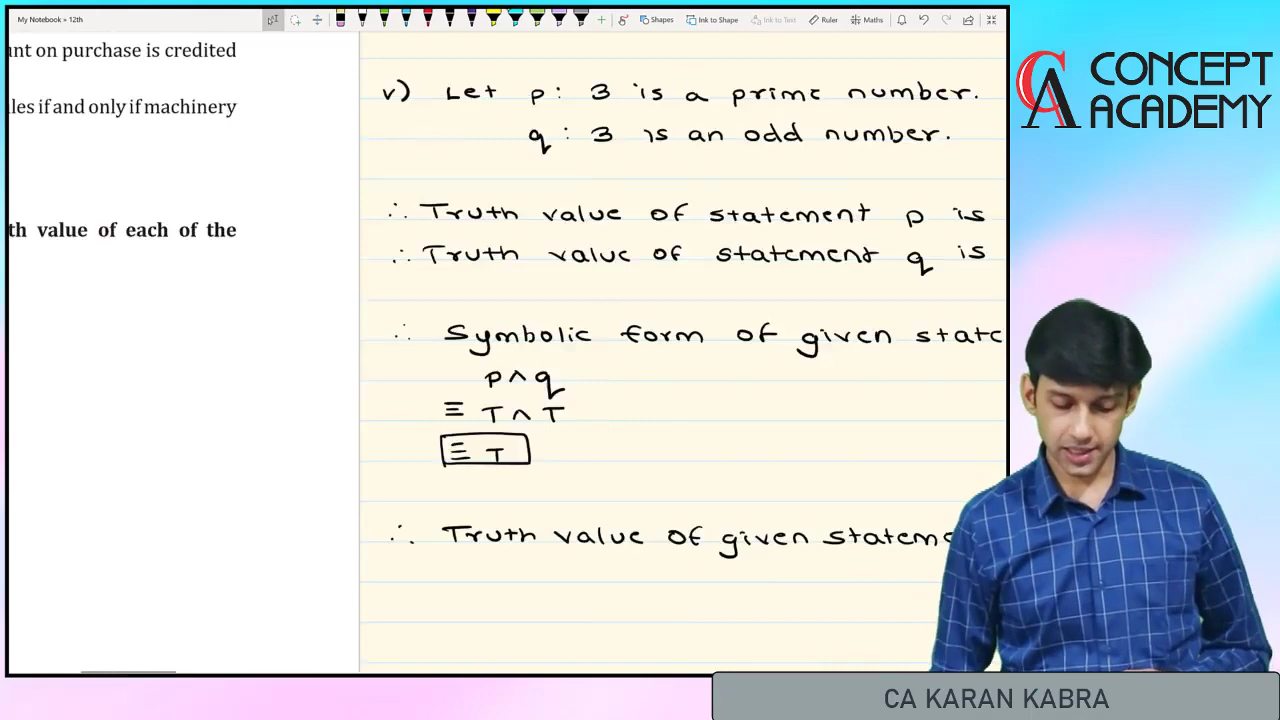 My Notebook » 12th
Shapes
Ink to Shape
Ink to Text
Ruler
Maths
unt on purchase is credited
les if and only if machinery
th value of each of the
v) Let p: 3 is a prime number.
q: 3 is an odd number.
∴ Truth value of statement p is
∴ Truth value of statement q is
∴ Symbolic form of given state
p ∧ q
≡ T ∧ T
≡ T
∴ Truth value of given stateme
CA CONCEPT
ACADEMY
CA KARAN KABRA